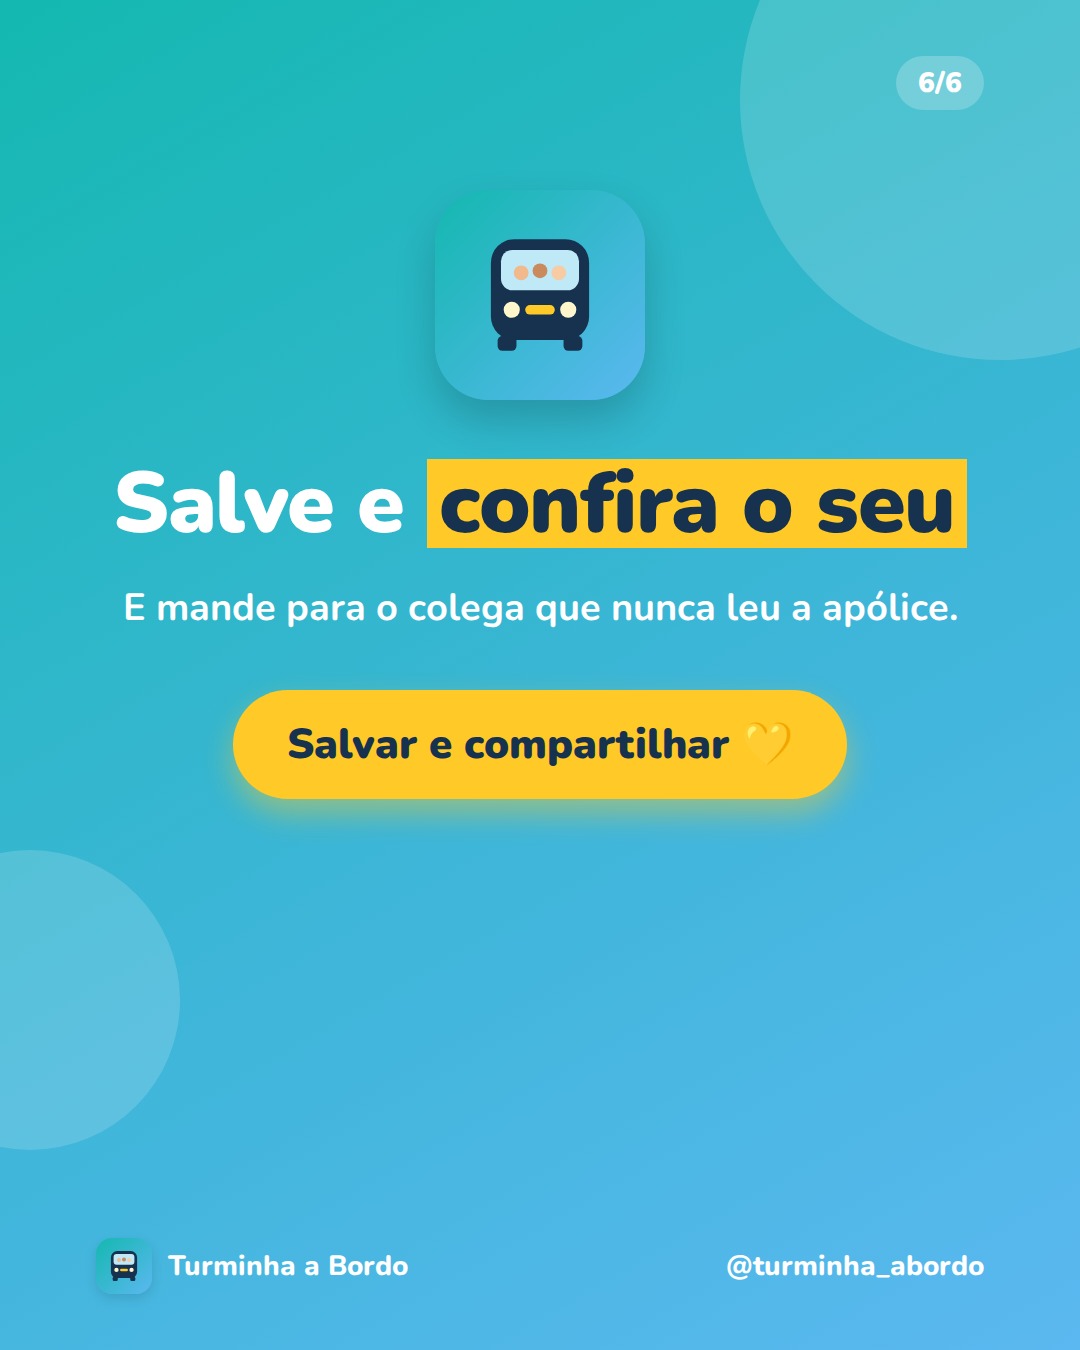 6/6
Salve e confira o seu
E mande para o colega que nunca leu a apólice.
Salvar e compartilhar 💛
Turminha a Bordo
@turminha_abordo